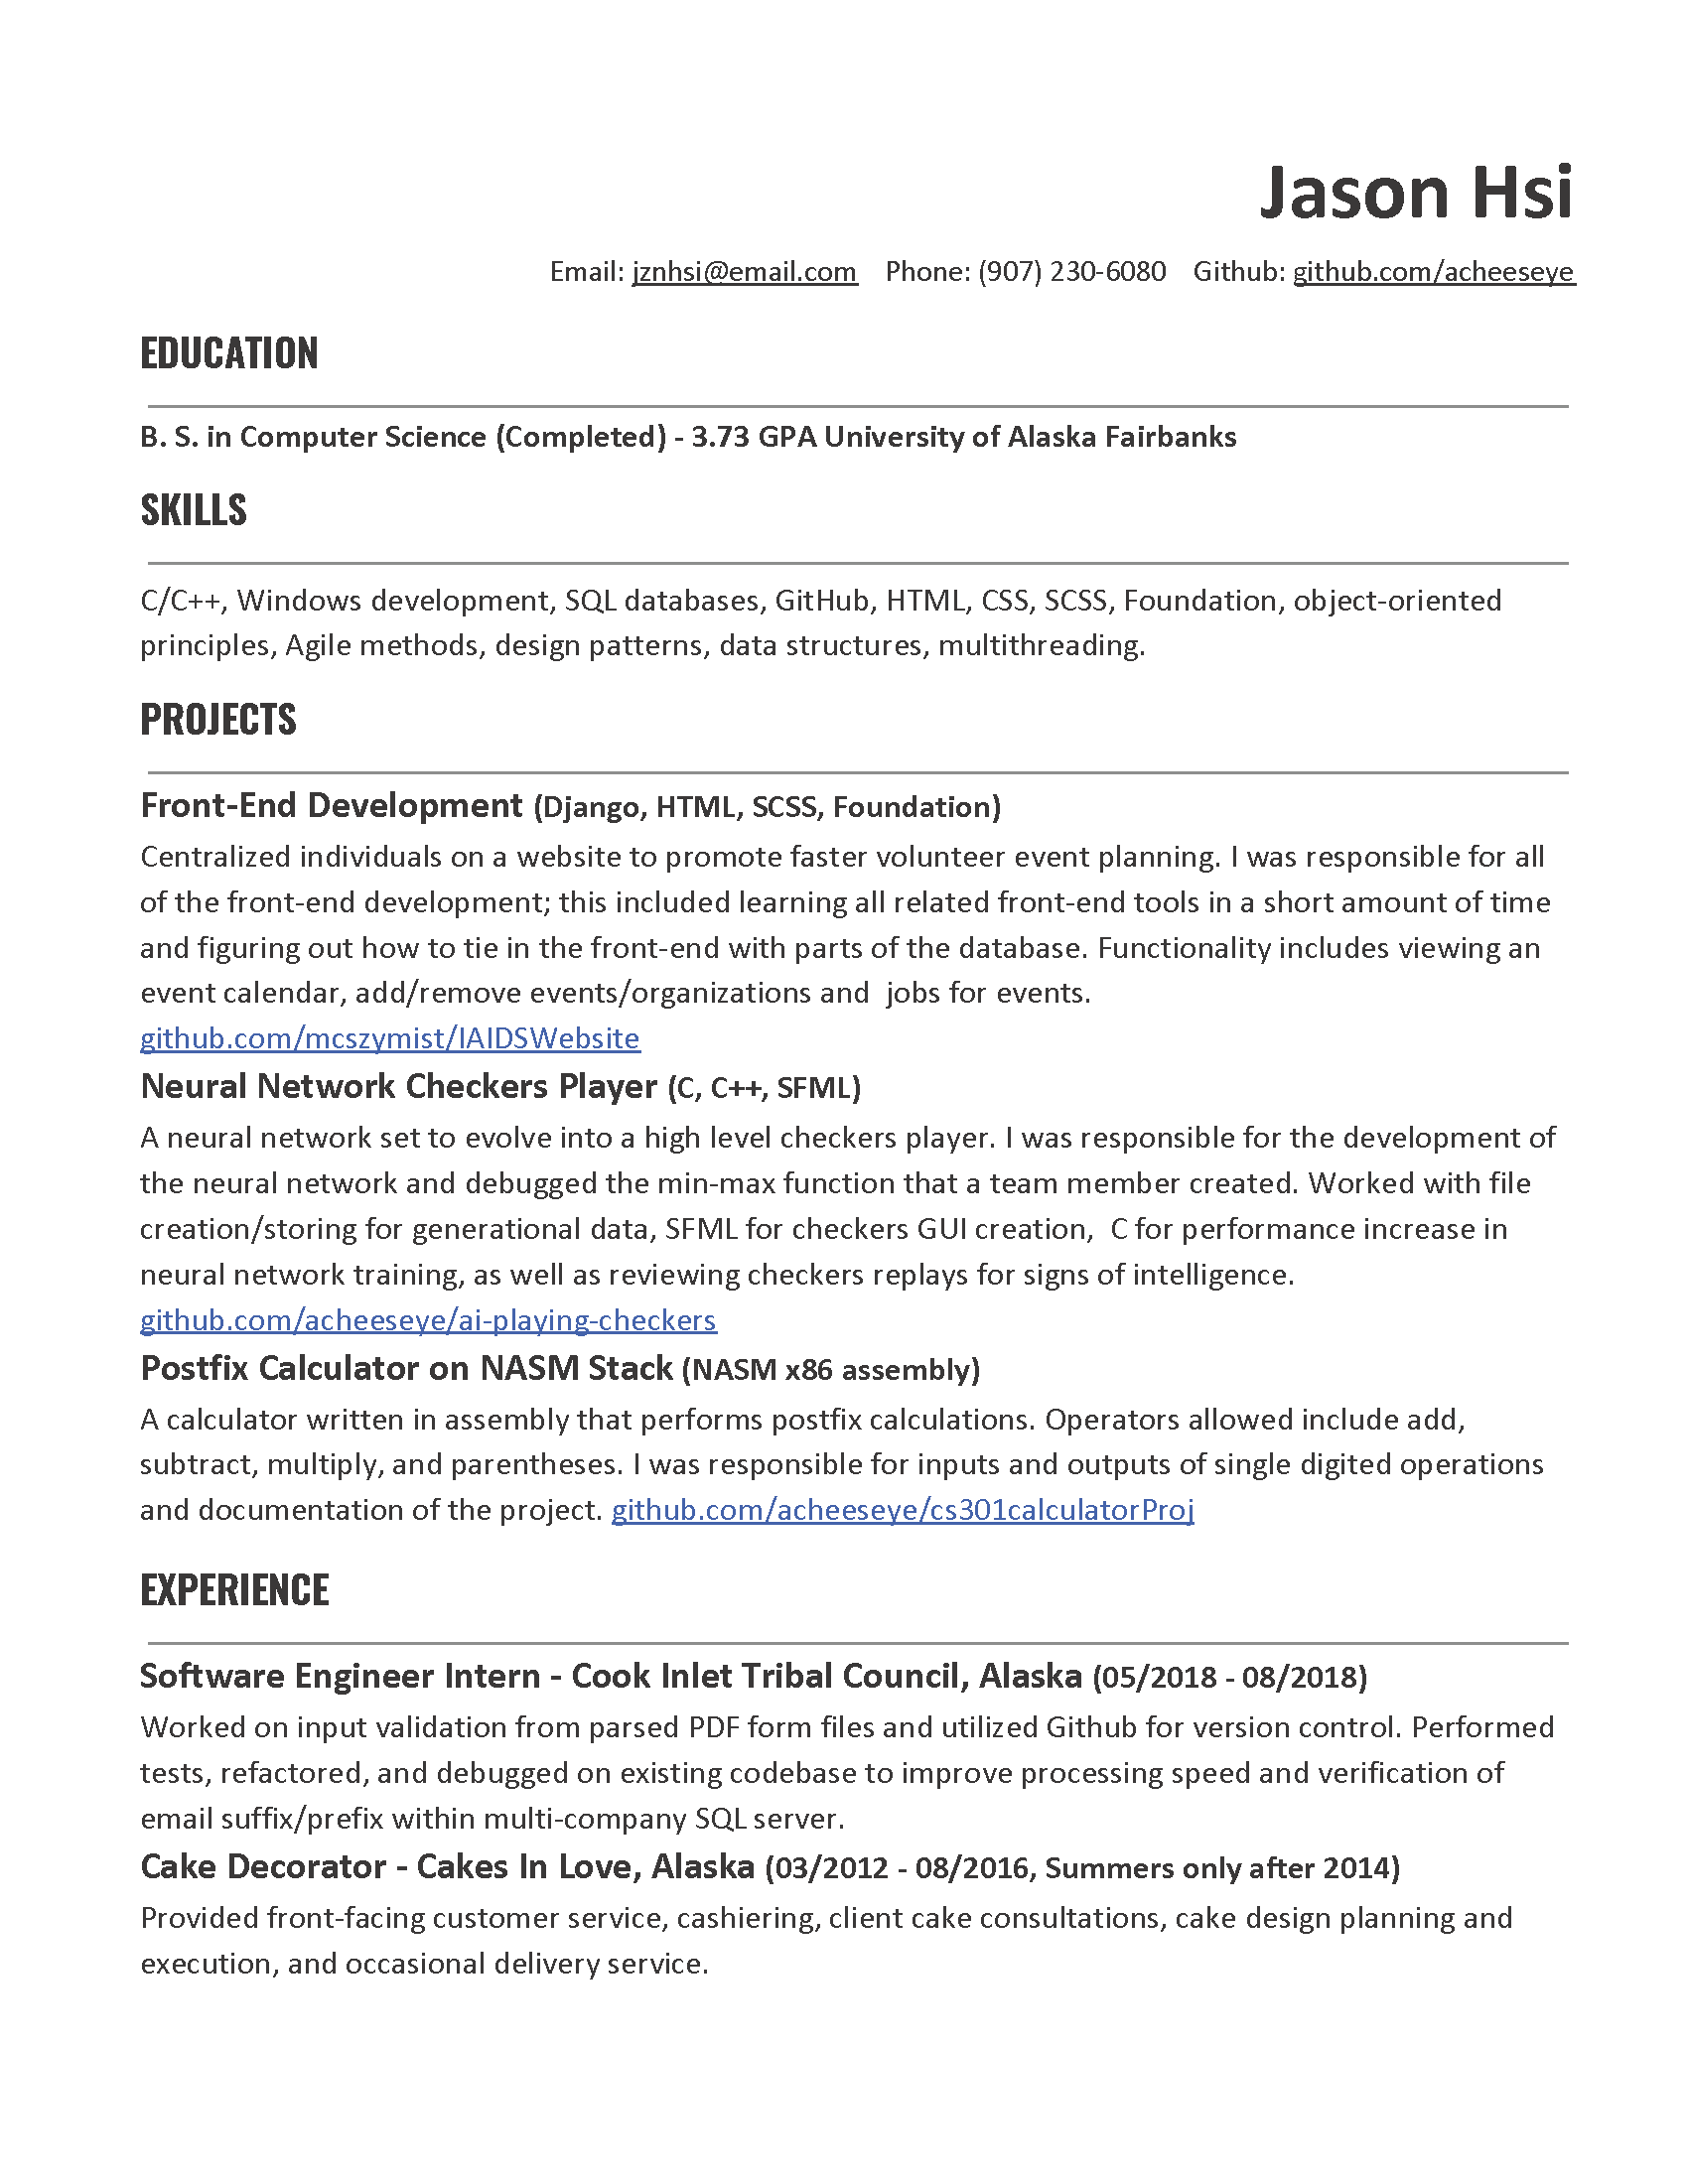 Jason Hsi
Email: jznhsi@email.com Phone: (907) 230-6080 Github: github.com/acheeseye
EDUCATION
B. S. in Computer Science (Completed) - 3.73 GPA University of Alaska Fairbanks
SKILLS
C/C++, Windows development, SQL databases, GitHub, HTML, CSS, SCSS, Foundation, object-oriented
principles, Agile methods, design patterns, data structures, multithreading.
PROJECTS
Front-End Development (Django, HTML, SCSS, Foundation)
Centralized individuals on a website to promote faster volunteer event planning. I was responsible for all
of the front-end development; this included learning all related front-end tools in a short amount of time
and figuring out how to tie in the front-end with parts of the database. Functionality includes viewing an
event calendar, add/remove events/organizations and  jobs for events.
github.com/mcszymist/IAIDSWebsite
Neural Network Checkers Player (C, C++, SFML)
A neural network set to evolve into a high level checkers player. I was responsible for the development of
the neural network and debugged the min-max function that a team member created. Worked with file
creation/storing for generational data, SFML for checkers GUI creation,  C for performance increase in
neural network training, as well as reviewing checkers replays for signs of intelligence.
github.com/acheeseye/ai-playing-checkers
Postfix Calculator on NASM Stack (NASM x86 assembly)
A calculator written in assembly that performs postfix calculations. Operators allowed include add,
subtract, multiply, and parentheses. I was responsible for inputs and outputs of single digited operations
and documentation of the project. github.com/acheeseye/cs301calculatorProj
EXPERIENCE
Software Engineer Intern - Cook Inlet Tribal Council, Alaska (05/2018 - 08/2018)
Worked on input validation from parsed PDF form files and utilized Github for version control. Performed
tests, refactored, and debugged on existing codebase to improve processing speed and verification of
email suffix/prefix within multi-company SQL server.
Cake Decorator - Cakes In Love, Alaska (03/2012 - 08/2016, Summers only after 2014)
Provided front-facing customer service, cashiering, client cake consultations, cake design planning and
execution, and occasional delivery service.